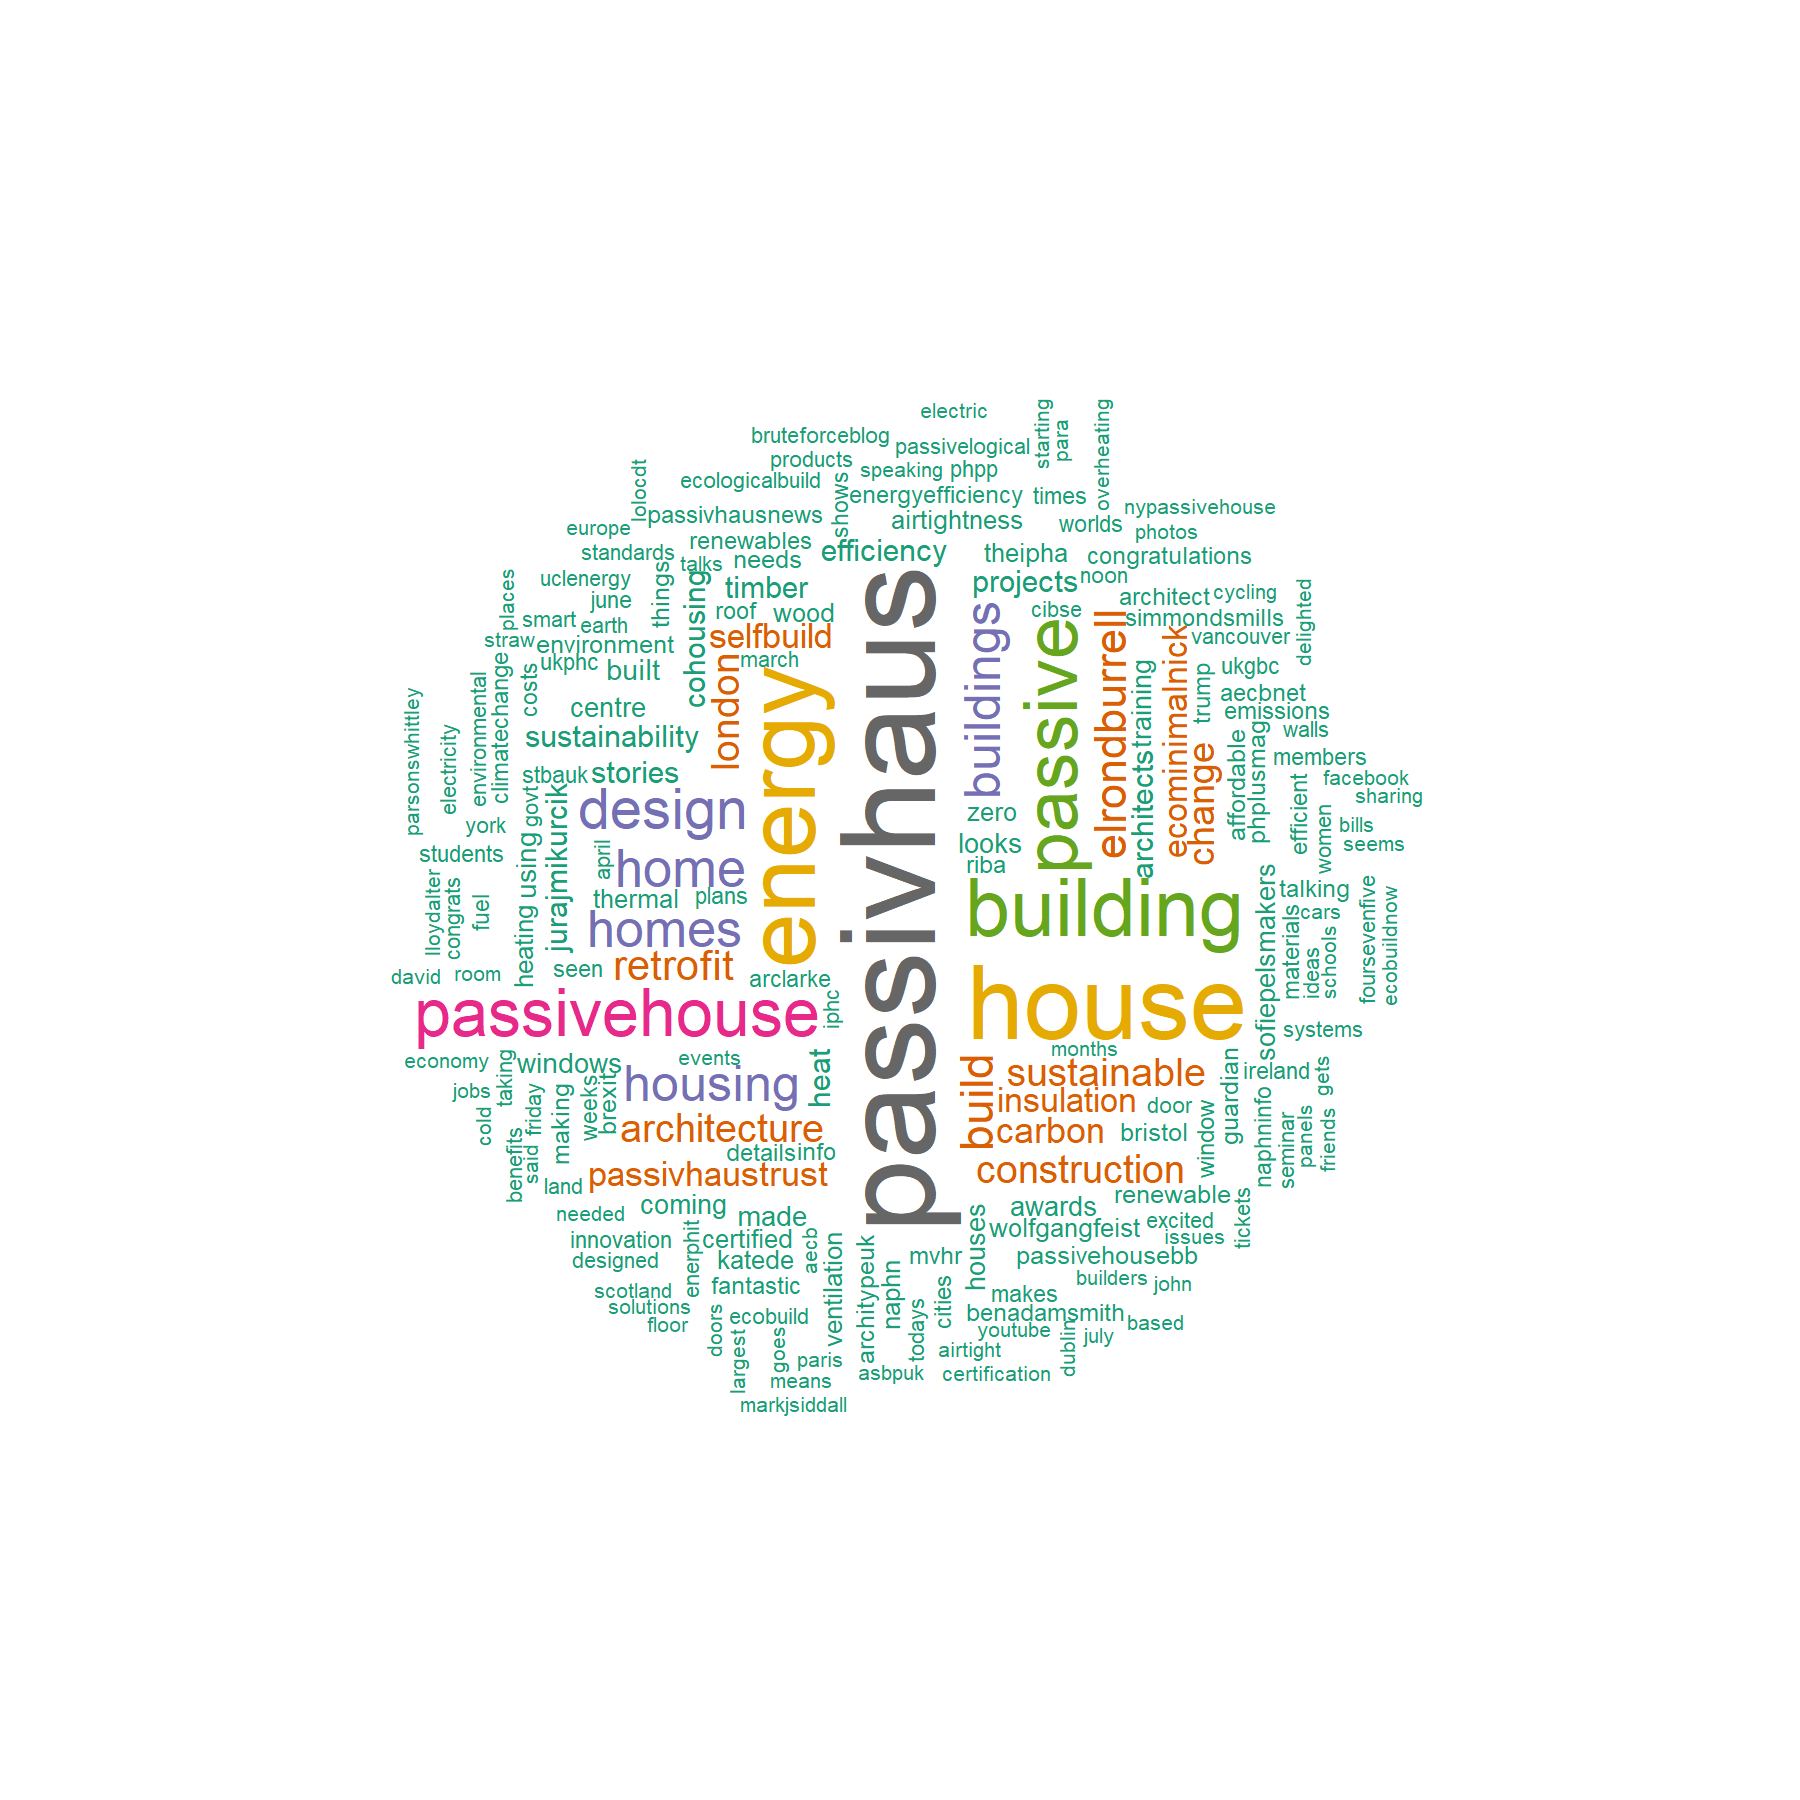 electric
bruteforceblog
passivelogical
starting
para
overheating
products
speaking
phpp
lolocdt
ecologicalbuild
shows
energyefficiency
times
nypassivehouse
passivhausnews
airtightness
worlds
photos
europe
renewables
standards
talks
needs
efficiency
theipha
congratulations
places
uclenergy
things
cohousing
timber
projects
noon
architect
cycling
delighted
june
smart
earth
roof
wood
cibse
simmondsmills
straw
environment
selfbuild
vancouver
ukphc
built
march
london
energy
passivhaus
buildings
passive
elrondburrell
training
architects
ecominimalnick
change
trump
ukgbc
aecbnet
emissions
walls
parsonswhittley
electricity
environmental
climatechange
costs
centre
sustainability
members
affordable
phplusmag
facebook
sharing
stbauk
stories
govt
jurajmikurcik
design
york
zero
looks
riba
efficient
women
bills
seems
students
using
heating
april
home
thermal
plans
building
sofiepelsmakers
talking
lloydalter
congrats
fuel
homes
cars
materials
ideas
schools
foursevenfive
ecobuildnow
david
room
seen
retrofit
arclarke
passivehouse
iphc
house
systems
economy
taking
windows
events
months
ireland
gets
jobs
housing
heat
build
sustainable
guardian
cold
friday
making
weeks
brexit
insulation
door
architecture
carbon
bristol
window
naphninfo
seminar
panels
friends
benefits
said
details
info
land
passivhaustrust
construction
needed
coming
made
awards
renewable
tickets
innovation
certified
houses
wolfgangfeist
excited
issues
designed
enerphit
katede
aecb
ventilation
architypeuk
naphn
mvhr
passivehousebb
scotland
fantastic
cities
builders
john
solutions
makes
floor
doors
ecobuild
benadamsmith
largest
goes
todays
youtube
based
dublin
july
paris
airtight
means
asbpuk
certification
markjsiddall